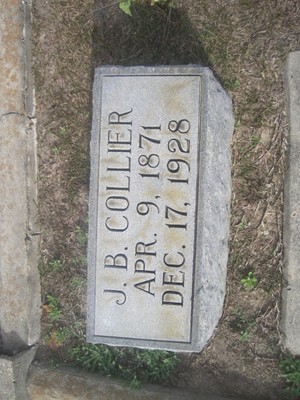 J. B. COLLIER
APR. 9, 1871
DEC. 17, 1928